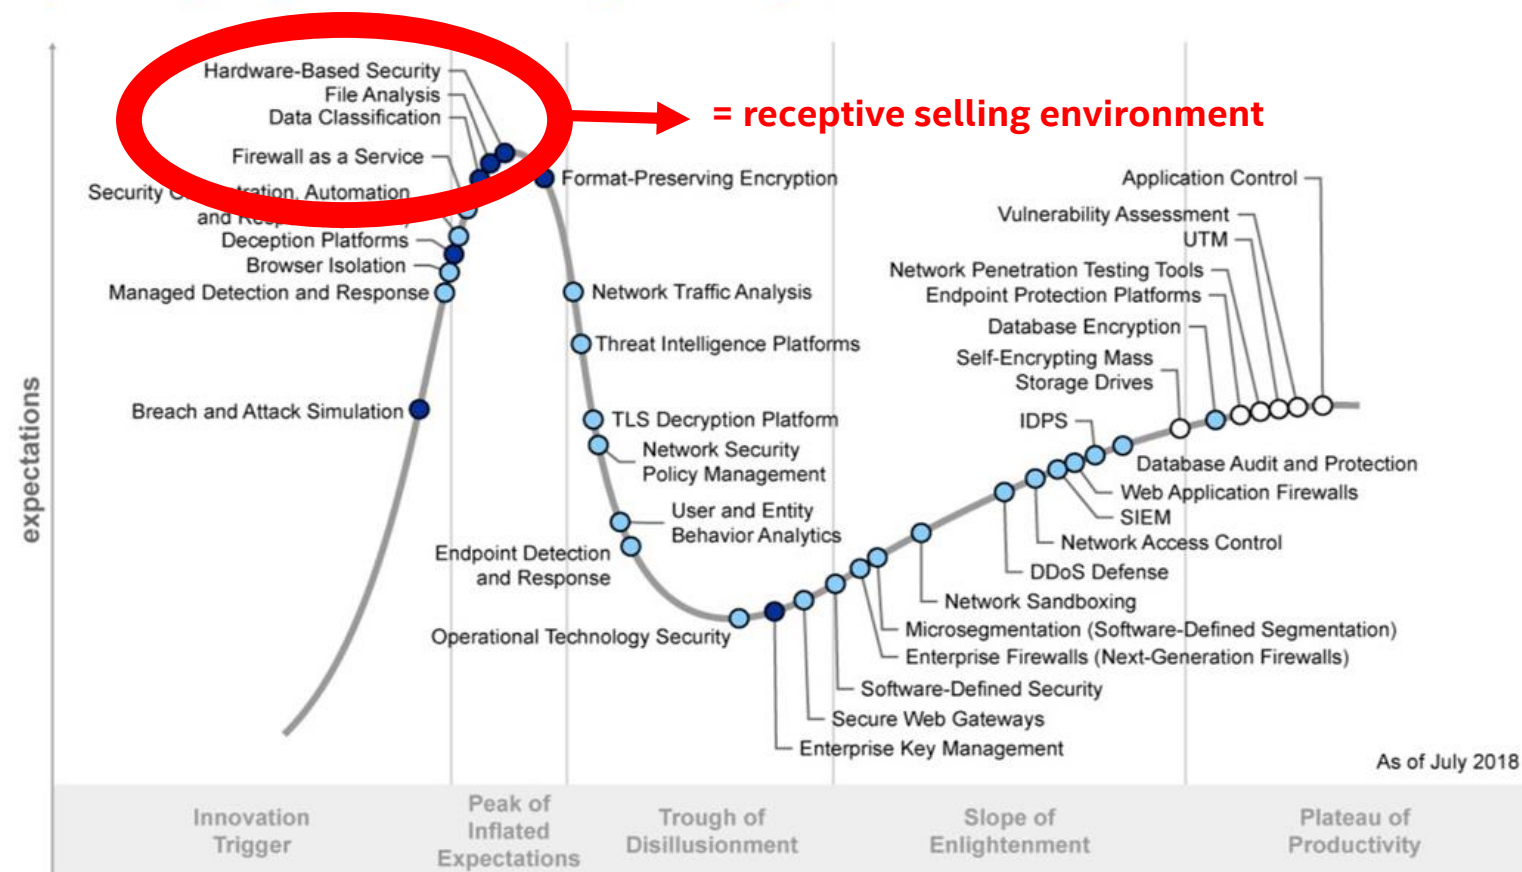 Hardware-Based Security
File Analysis
Data Classification
= receptive selling environment
Firewall as a Service
Security
Automation
and
Deception Platforms
Browser Isolation
Managed Detection and Response
Breach and Attack Simulation
Format-Preserving Encryption
Network Traffic Analysis
Threat Intelligence Platforms
TLS Decryption Platform
Network Security
Policy Management
User and Entity
Behavior Analytics
Endpoint Detection
and Response
Operational Technology Security
Application Control
Vulnerability Assessment
UTM
Network Penetration Testing Tools
Endpoint Protection Platforms
Database Encryption
Self-Encrypting Mass
Storage Drives
IDPS
Database Audit and Protection
Web Application Firewalls
SIEM
Network Access Control
DDoS Defense
Network Sandboxing
Microsegmentation (Software-Defined Segmentation)
Enterprise Firewalls (Next-Generation Firewalls)
Software-Defined Security
Secure Web Gateways
Enterprise Key Management
expectations
As of July 2018
Innovation
Trigger
Peak of
Inflated
Expectations
Trough of
Disillusionment
Slope of
Enlightenment
Plateau of
Productivity